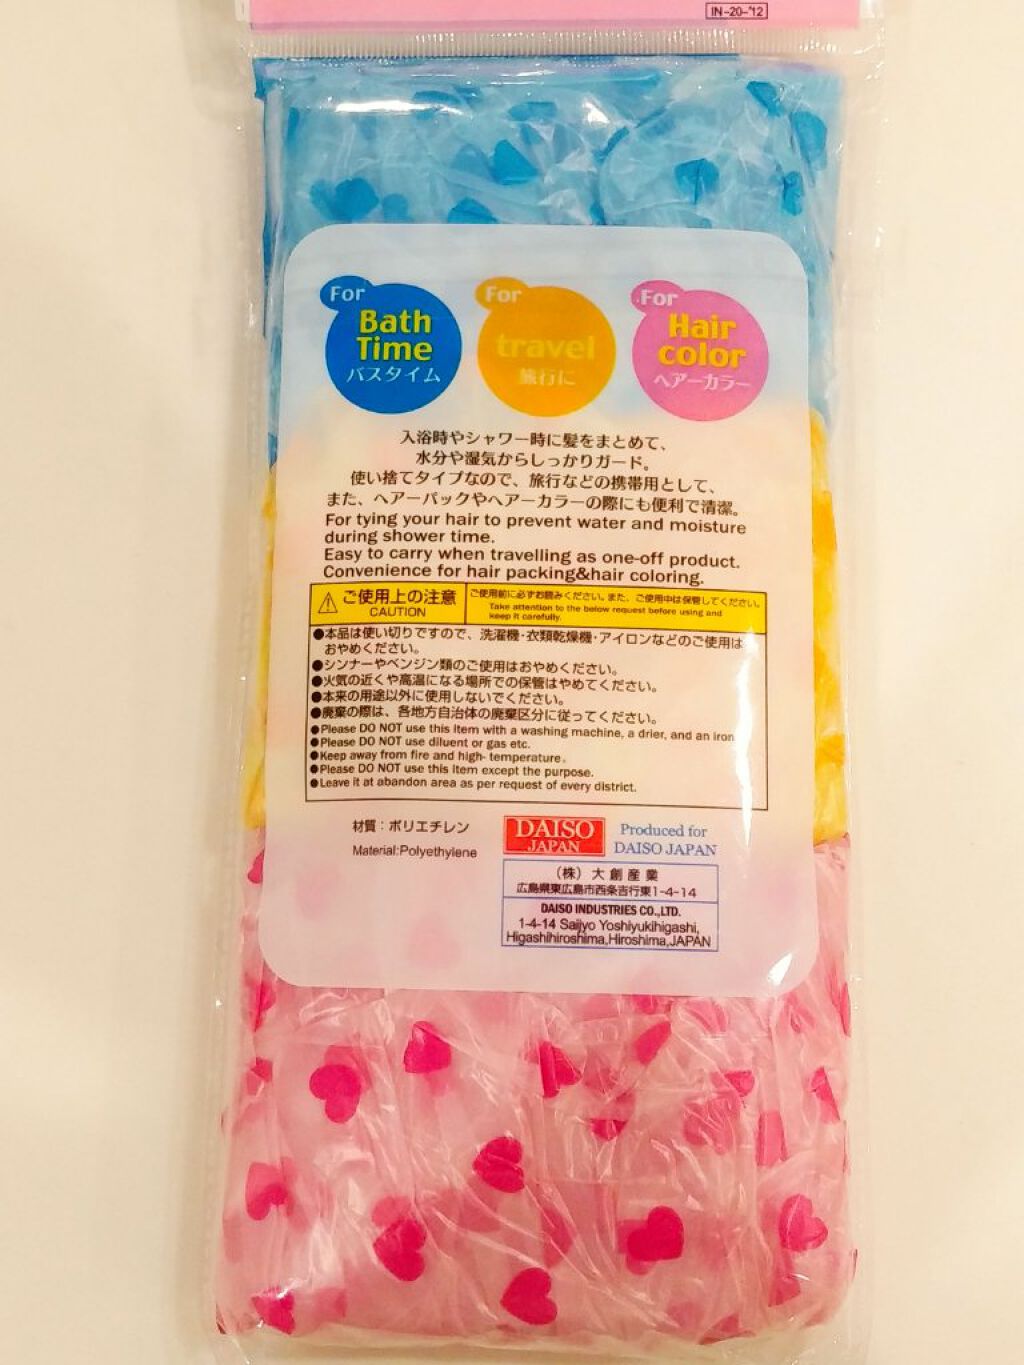 IN-20-'12
For
Bath
Time
バスタイム
For
travel
旅行に
For
Hair
color
ヘアーカラー
入浴時やシャワー時に髪をまとめて、
水分や湿気からしっかりガード。
使い捨てタイプなので、旅行などの携帯用として、
また、ヘアーパックやヘアーカラーの際にも便利で清潔。
For tying your hair to prevent water and moisture
during shower time.
Easy to carry when travelling as one-off product.
Convenience for hair packing&hair coloring.
ご使用上の注意
CAUTION
ご使用前に必ずお読みください。また、ご使用中は保管してください。
Take attention to the below request before using and
keep it carefully.
●本品は使い切りですので、洗濯機・衣類乾燥機・アイロンなどのご使用は
おやめください。
●シンナーやベンジン類のご使用はおやめください。
●火気の近くや高温になる場所での保管はやめてください。
●本来の用途以外に使用しないでください。
●廃棄の際は、各地方自治体の廃棄区分に従ってください。
●Please DO NOT use this item with a washing machine, a drier, and an iron
●Please DO NOT use diluent or gas etc.
●Keep away from fire and high- temperature.
●Please DO NOT use this item except the purpose.
●Leave it at abandon area as per request of every district.
材質：ポリエチレン
Material:Polyethylene
DAISO
JAPAN
Produced for
DAISO JAPAN
（株）大創産業
広島県東広島市西条吉行東1-4-14
DAISO INDUSTRIES CO.,LTD.
1-4-14 Saijyo Yoshiyukihigashi,
Higashihiroshima,Hiroshima,JAPAN